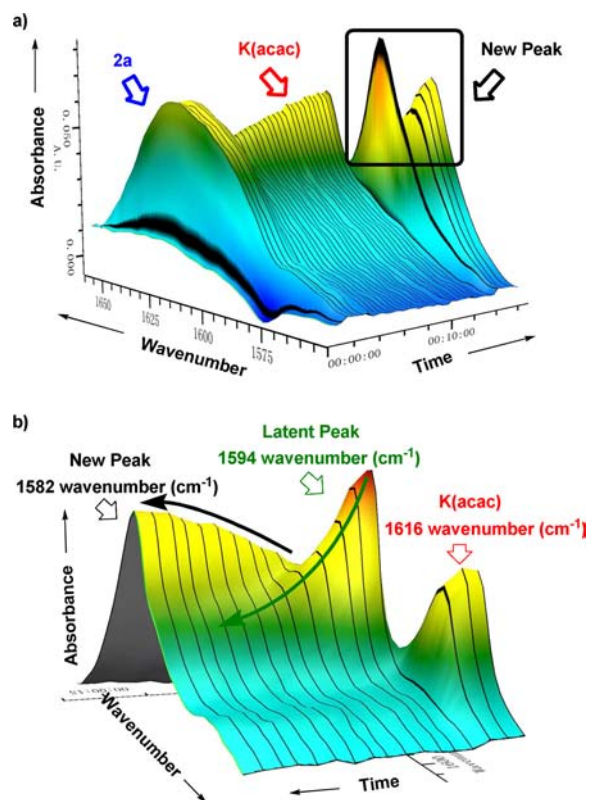 a)
2a
K(acac)
New Peak
Absorbance
0.050 A.U.
0.000
1650
1625
1600
1575
Wavenumber
00:00:00
00:10:00
Time
b)
Latent Peak
1594 wavenumber (cm⁻¹)
New Peak
1582 wavenumber (cm⁻¹)
K(acac)
1616 wavenumber (cm⁻¹)
Absorbance
Wavenumber
Time
1600